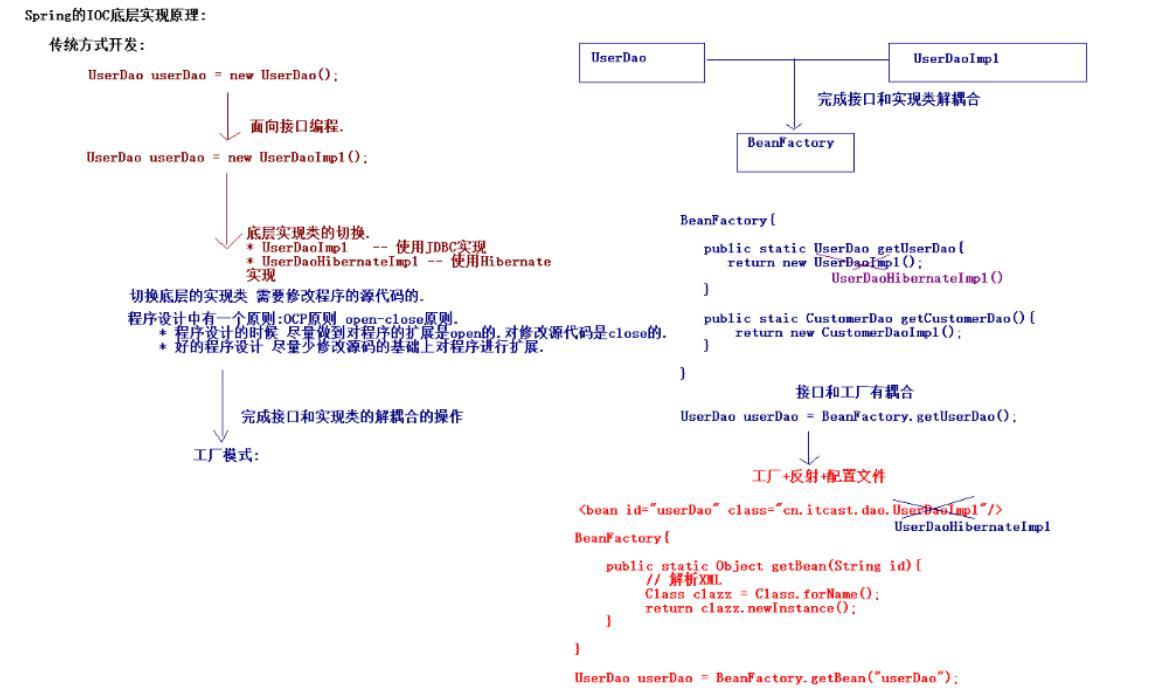 Spring的IOC底层实现原理:
传统方式开发:
UserDao userDao = new UserDao();
面向接口编程.
UserDao userDao = new UserDaoImpl();
底层实现类的切换.
* UserDaoImpl -- 使用JDBC实现
* UserDaoHibernateImpl -- 使用Hibernate
实现
切换底层的实现类 需要修改程序的源代码的.
程序设计中有一个原则:OCP原则 open-close原则.
* 程序设计的时候 尽量做到对程序的扩展是open的.对修改源代码是close的.
* 好的程序设计 尽量少修改源码的基础上对程序进行扩展.
完成接口和实现类的解耦合的操作
工厂模式:
UserDao
UserDaoImpl
完成接口和实现类解耦合
BeanFactory
BeanFactory{
public static UserDao getUserDao{
return new UserDaoImpl();
UserDaoHibernateImpl()
}
public staic CustomerDao getCustomerDao(){
return new CustomerDaoImpl();
}
}
接口和工厂有耦合
UserDao userDao = BeanFactory.getUserDao();
工厂+反射+配置文件
<bean id="userDao" class="cn.itcast.dao.UserDaoImpl"/>
UserDaoHibernateImpl
BeanFactory{
public static Object getBean(String id){
// 解析XML
Class clazz = Class.forName();
return clazz.newInstance();
}
}
UserDao userDao = BeanFactory.getBean("userDao");